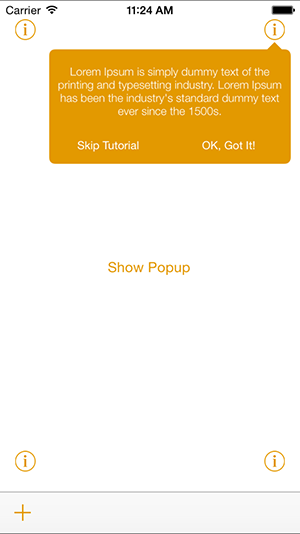 Carrier 11:24 AM
Lorem Ipsum is simply dummy text of the
printing and typesetting industry. Lorem Ipsum
has been the industry's standard dummy text
ever since the 1500s.
Skip Tutorial OK, Got It!
Show Popup